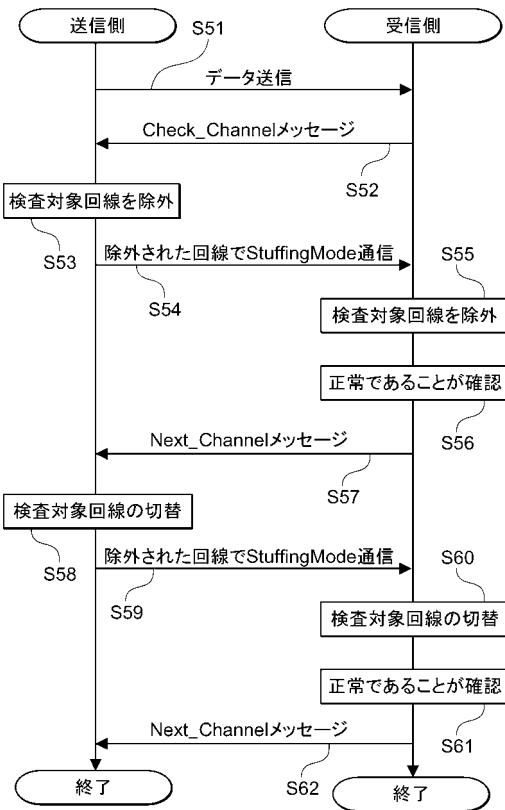 送信側
受信側
S51
データ送信
Check_Channelメッセージ
S52
検査対象回線を除外
S53
除外された回線でStuffingMode通信
S54
S55
検査対象回線を除外
正常であることが確認
S56
Next_Channelメッセージ
S57
検査対象回線の切替
S58
除外された回線でStuffingMode通信
S59
S60
検査対象回線の切替
正常であることが確認
S61
Next_Channelメッセージ
S62
終了
終了